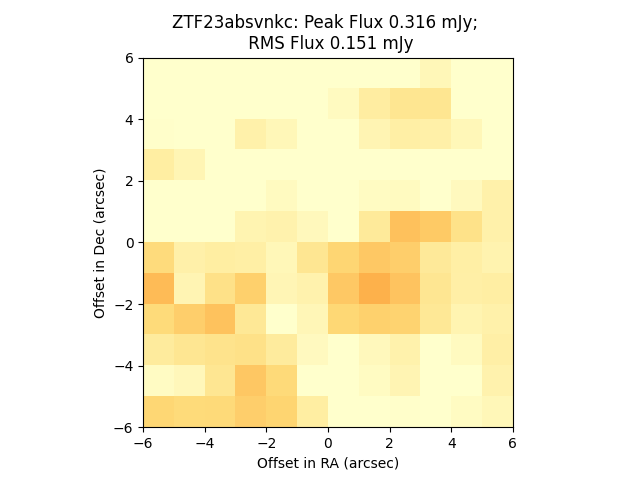 ZTF23absvnkc: Peak Flux 0.316 mJy;
RMS Flux 0.151 mJy
6
4
2
0
−2
−4
−6
Offset in Dec (arcsec)
−6 −4 −2 0 2 4 6
Offset in RA (arcsec)